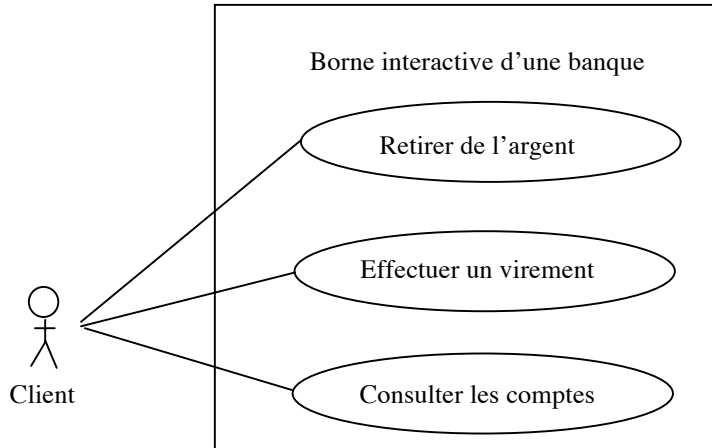 Borne interactive d’une banque
Retirer de l’argent
Effectuer un virement
Client
Consulter les comptes